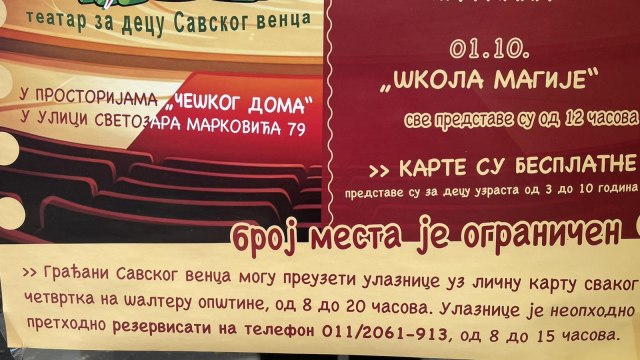 театар за децу Савског венца
У ПРОСТОРИЈАМА „ЧЕШКОГ ДОМА“
У УЛИЦИ СВЕТОЗАРА МАРКОВИЋА 79
01.10.
„ШКОЛА МАГИЈЕ“
све представе су од 12 часова
>> КАРТЕ СУ БЕСПЛАТНЕ
представе су за децу узраста од 3 до 10 година
број места је ограничен
>> Грађани Савског венца могу преузети улазнице уз личну карту сваког
четвртка на шалтеру општине, од 8 до 20 часова. Улазнице је неопходно
претходно резервисати на телефон 011/2061-913, од 8 до 15 часова.